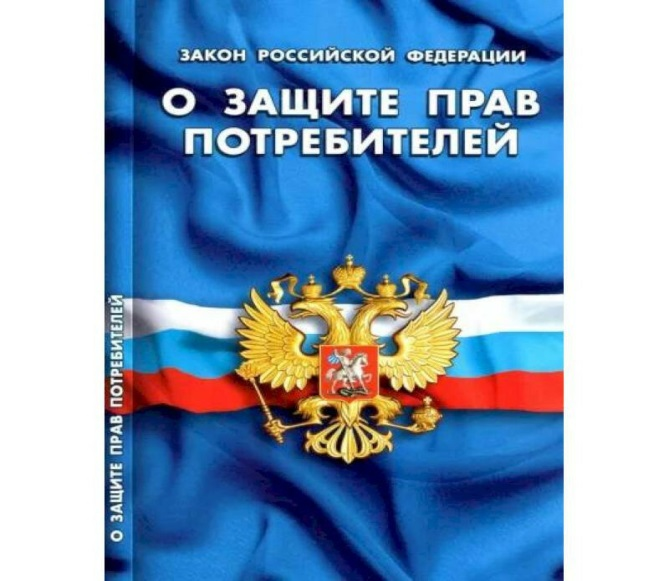 ЗАКОН РОССИЙСКОЙ ФЕДЕРАЦИИ
О ЗАЩИТЕ ПРАВ
ПОТРЕБИТЕЛЕЙ
О ЗАЩИТЕ ПРАВ ПОТРЕБИТЕЛЕЙ